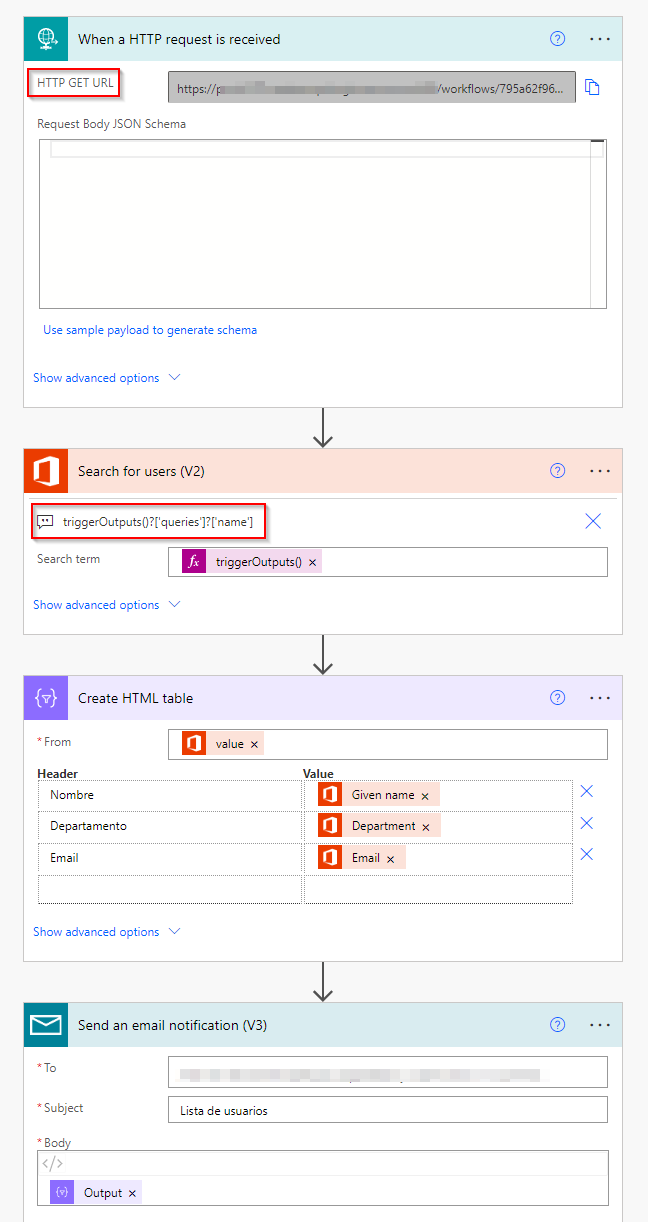 When a HTTP request is received
HTTP GET URL
https://p /workflows/795a62f96...
Request Body JSON Schema
Use sample payload to generate schema
Show advanced options
Search for users (V2)
triggerOutputs()?['queries']?['name']
Search term
fx triggerOutputs() ×
Show advanced options
Create HTML table
*From
value ×
Header Value
Nombre Given name ×
Departamento Department ×
Email Email ×
Show advanced options
Send an email notification (V3)
*To
*Subject Lista de usuarios
*Body
</>
Output ×